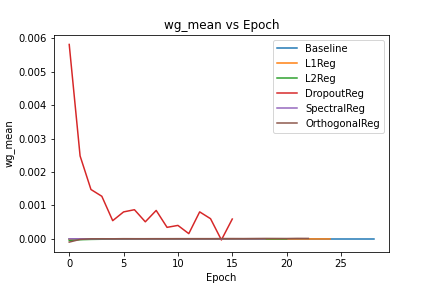 wg_mean vs Epoch
wg_mean
0.006
0.005
0.004
0.003
0.002
0.001
0.000
Baseline
L1Reg
L2Reg
DropoutReg
SpectralReg
OrthogonalReg
0 5 10 15 20 25
Epoch